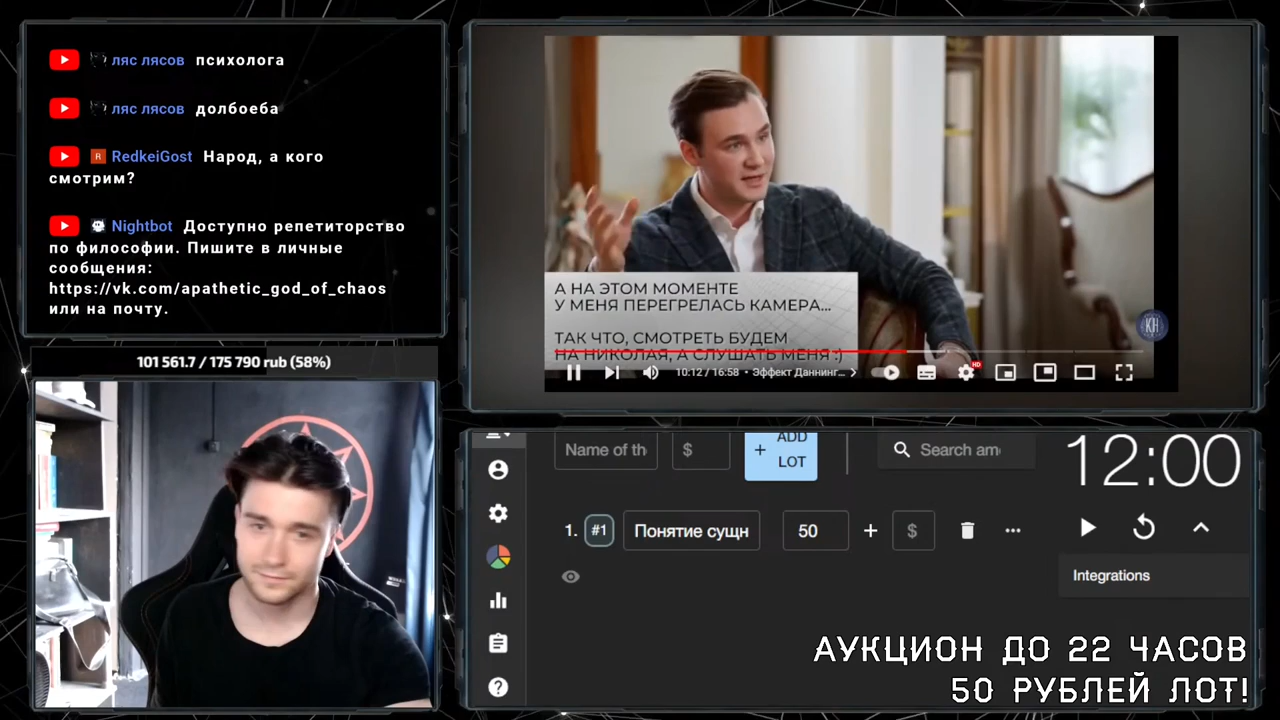 ляс лясов психолога
ляс лясов долбоеба
R RedkeiGost Народ, а кого
смотрим?
Nightbot Доступно репетиторство
по философии. Пишите в личные
сообщения:
https://vk.com/apathetic_god_of_chaos
или на почту.
101 561.7 / 175 790 rub (58%)
А НА ЭТОМ МОМЕНТЕ
У МЕНЯ ПЕРЕГРЕЛАСЬ КАМЕРА...
ТАК ЧТО, СМОТРЕТЬ БУДЕМ
НА НИКОЛАЯ, А СЛУШАТЬ МЕНЯ :)
КН
10:12 / 16:58 • Эффект Даннинг...
HD
Name of th
$
+ ADD
LOT
Search am
12:00
1. #1 Понятие сущн 50 + $
Integrations
АУКЦИОН ДО 22 ЧАСОВ
50 РУБЛЕЙ ЛОТ!